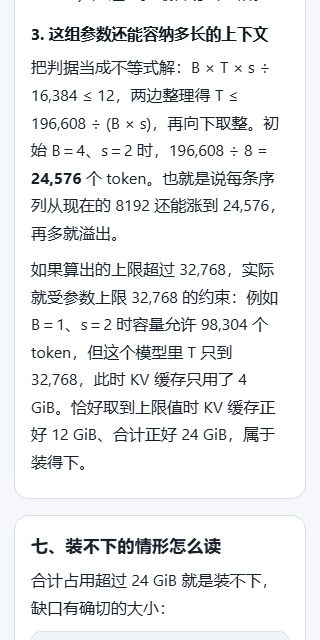 3. 这组参数还能容纳多长的上下文
把判据当成不等式解：B × T × s ÷
16,384 ≤ 12，两边整理得 T ≤
196,608 ÷ (B × s)，再向下取整。初
始 B = 4、s = 2 时，196,608 ÷ 8 =
24,576 个 token。也就是说每条序
列从现在的 8192 还能涨到 24,576，
再多就溢出。
如果算出的上限超过 32,768，实际
就受参数上限 32,768 的约束：例如
B = 1、s = 2 时容量允许 98,304 个
token，但这个模型里 T 只到
32,768，此时 KV 缓存只用了 4
GiB。恰好取到上限值时 KV 缓存正
好 12 GiB、合计正好 24 GiB，属于
装得下。
七、装不下的情形怎么读
合计占用超过 24 GiB 就是装不下，
缺口有确切的大小：